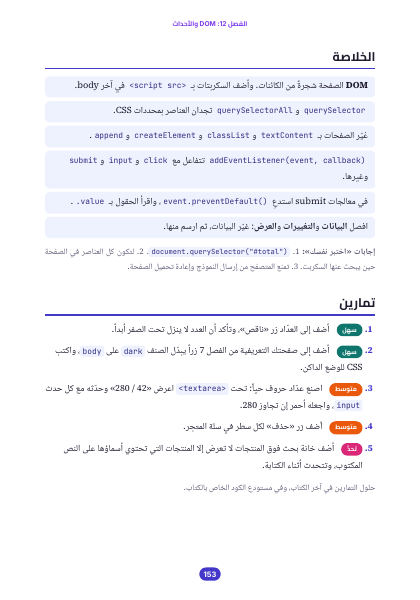 الفصل 12: DOM والأحداث
الخلاصة
DOM الصفحة شجرةً من الكائنات. وأضف السكربتات بـ <script src> في آخر body.
querySelector و querySelectorAll تجدان العناصر بمحددات CSS.
غيّر الصفحات بـ textContent و classList و createElement و append .
addEventListener(event, callback) تتفاعل مع click و input و submit
وغيرها.
في معالجات submit استدعِ event.preventDefault() ، واقرأ الحقول بـ .value .
افصل البيانات والتغييرات والعرض: غيّر البيانات، ثم ارسم منها.
إجابات «اختبر نفسك»: 1. document.querySelector("#total") . 2. لتكون كل العناصر في الصفحة
حين يبحث عنها السكربت. 3. تمنع المتصفح من إرسال النموذج وإعادة تحميل الصفحة.
تمارين
1. سهل أضف إلى العدّاد زر «ناقص»، وتأكد أن العدد لا ينزل تحت الصفر أبداً.
2. سهل أضف إلى صفحتك التعريفية من الفصل 7 زراً يبدّل الصنف dark على body ، واكتب
CSS للوضع الداكن.
3. متوسط اصنع عدّاد حروف حياً: تحت <textarea> اعرض «42 / 280» وحدّثه مع كل حدث
input ، واجعله أحمر إن تجاوز 280.
4. متوسط أضف زر «حذف» لكل سطر في سلة المتجر.
5. تحدٍّ أضف خانة بحث فوق المنتجات لا تعرض إلا المنتجات التي تحتوي أسماؤها على النص
المكتوب، وتتحدث أثناء الكتابة.
حلول التمارين في آخر الكتاب، وفي مستودع الكود الخاص بالكتاب.
153